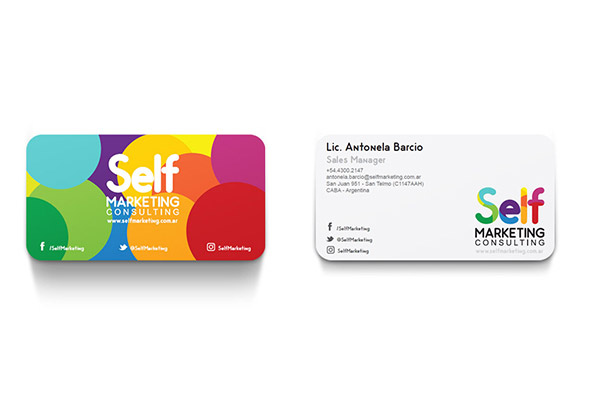 Self
MARKETING
CONSULTING
www.selfmarketing.com.ar
/SelfMarketing
@SelfMarketing
SelfMarketing
Lic. Antonela Barcio
Sales Manager
+54.4300.2147
antonela.barcio@selfmarketing.com.ar
San Juan 951 - San Telmo (C1147AAH)
CABA - Argentina
/SelfMarketing
@SelfMarketing
SelfMarketing
Self
MARKETING
CONSULTING
www.selfmarketing.com.ar